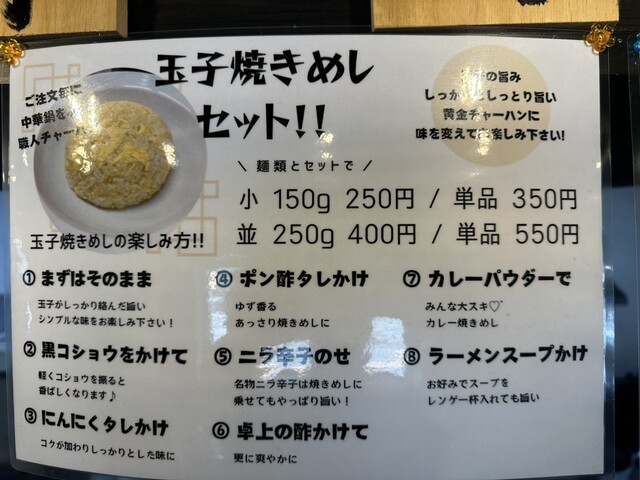 玉子焼きめし
セット!!
ご注文毎に
中華鍋を
職人チャー
の旨み
しっかりとしっとり旨い
黄金チャーハンに
味を変えてお楽しみ下さい!
\ 麺類とセットで /
小 150g 250円 / 単品 350円
並 250g 400円 / 単品 550円
玉子焼きめしの楽しみ方!!
① まずはそのまま
玉子がしっかり絡んだ旨い
シンプルな味をお楽しみ下さい!
② 黒コショウをかけて
軽くコショウを振ると
香ばしくなります♪
③ にんにくタレかけ
コクが加わりしっかりとした味に
④ ポン酢タレかけ
ゆず香る
あっさり焼きめしに
⑤ ニラ辛子のせ
名物ニラ辛子は焼きめしに
乗せてもやっぱり旨い!
⑥ 卓上の酢かけて
更に爽やかに
⑦ カレーパウダーで
みんな大スキ♡
カレー焼きめし
⑧ ラーメンスープかけ
お好みでスープを
レンゲ一杯入れても旨い